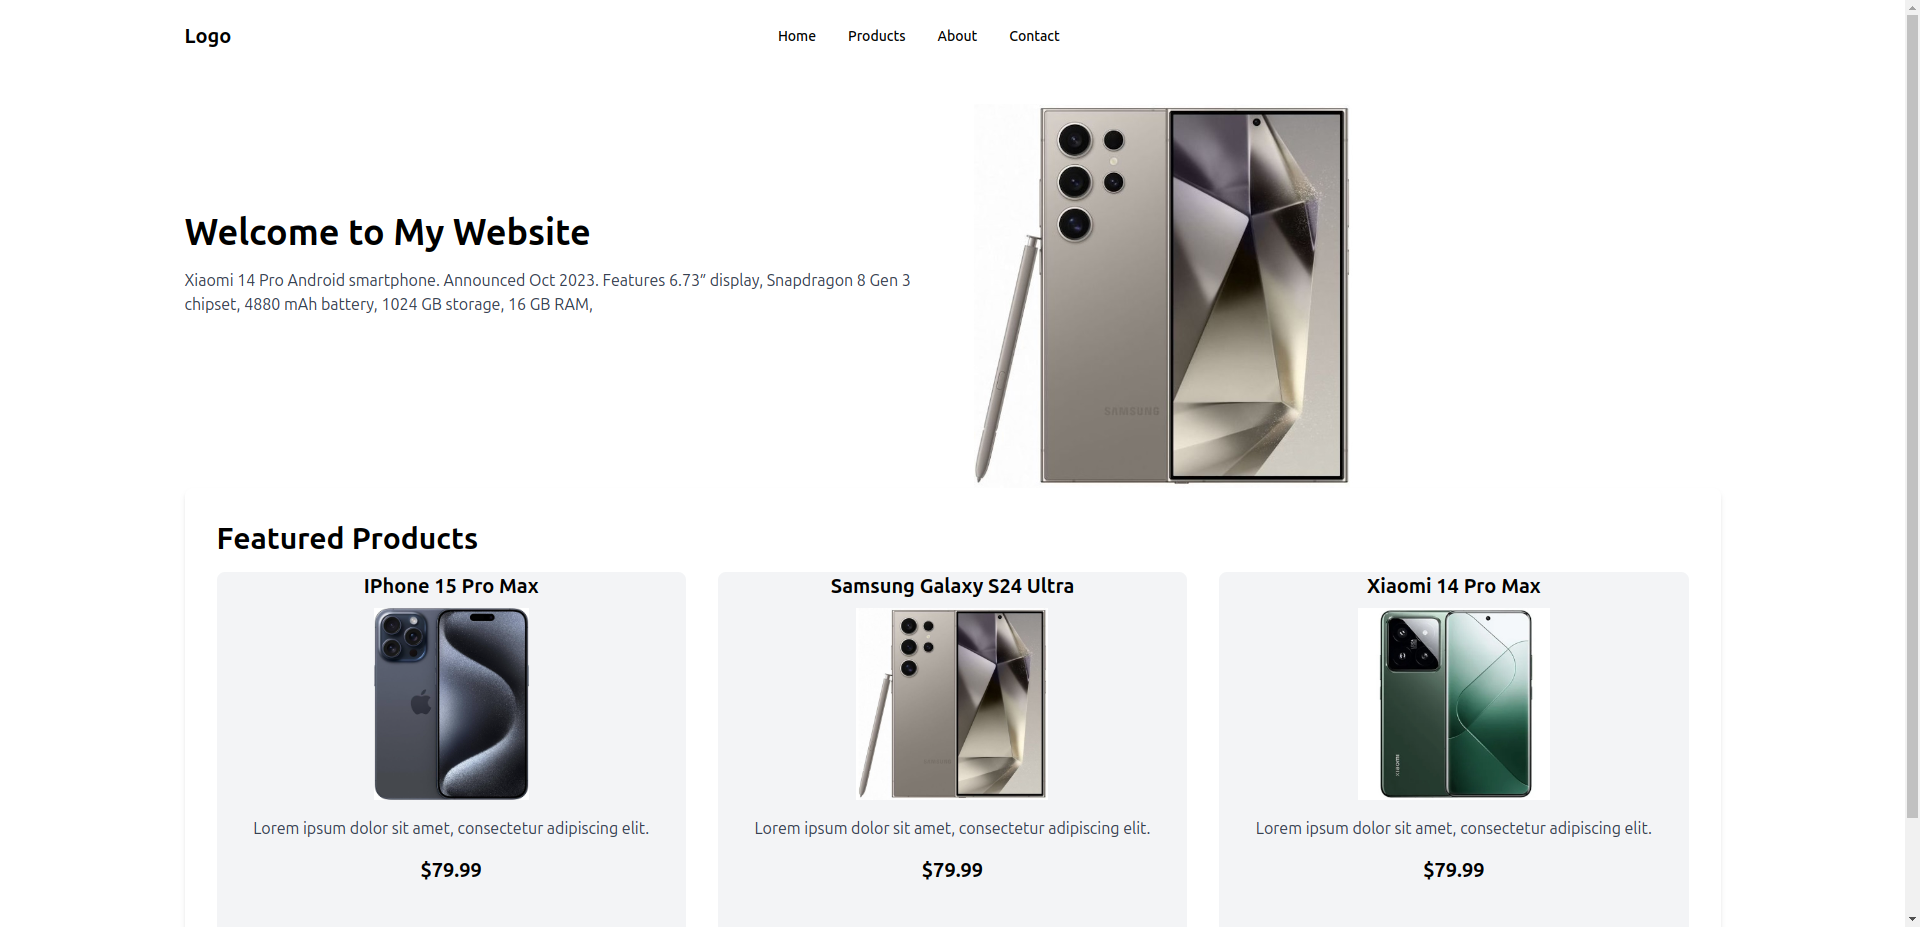 Logo
Home Products About Contact
Welcome to My Website
Xiaomi 14 Pro Android smartphone. Announced Oct 2023. Features 6.73″ display, Snapdragon 8 Gen 3
chipset, 4880 mAh battery, 1024 GB storage, 16 GB RAM,
SAMSUNG
Featured Products
IPhone 15 Pro Max
Samsung Galaxy S24 Ultra
Xiaomi 14 Pro Max
SAMSUNG
xiaomi
Lorem ipsum dolor sit amet, consectetur adipiscing elit.
Lorem ipsum dolor sit amet, consectetur adipiscing elit.
Lorem ipsum dolor sit amet, consectetur adipiscing elit.
$79.99
$79.99
$79.99